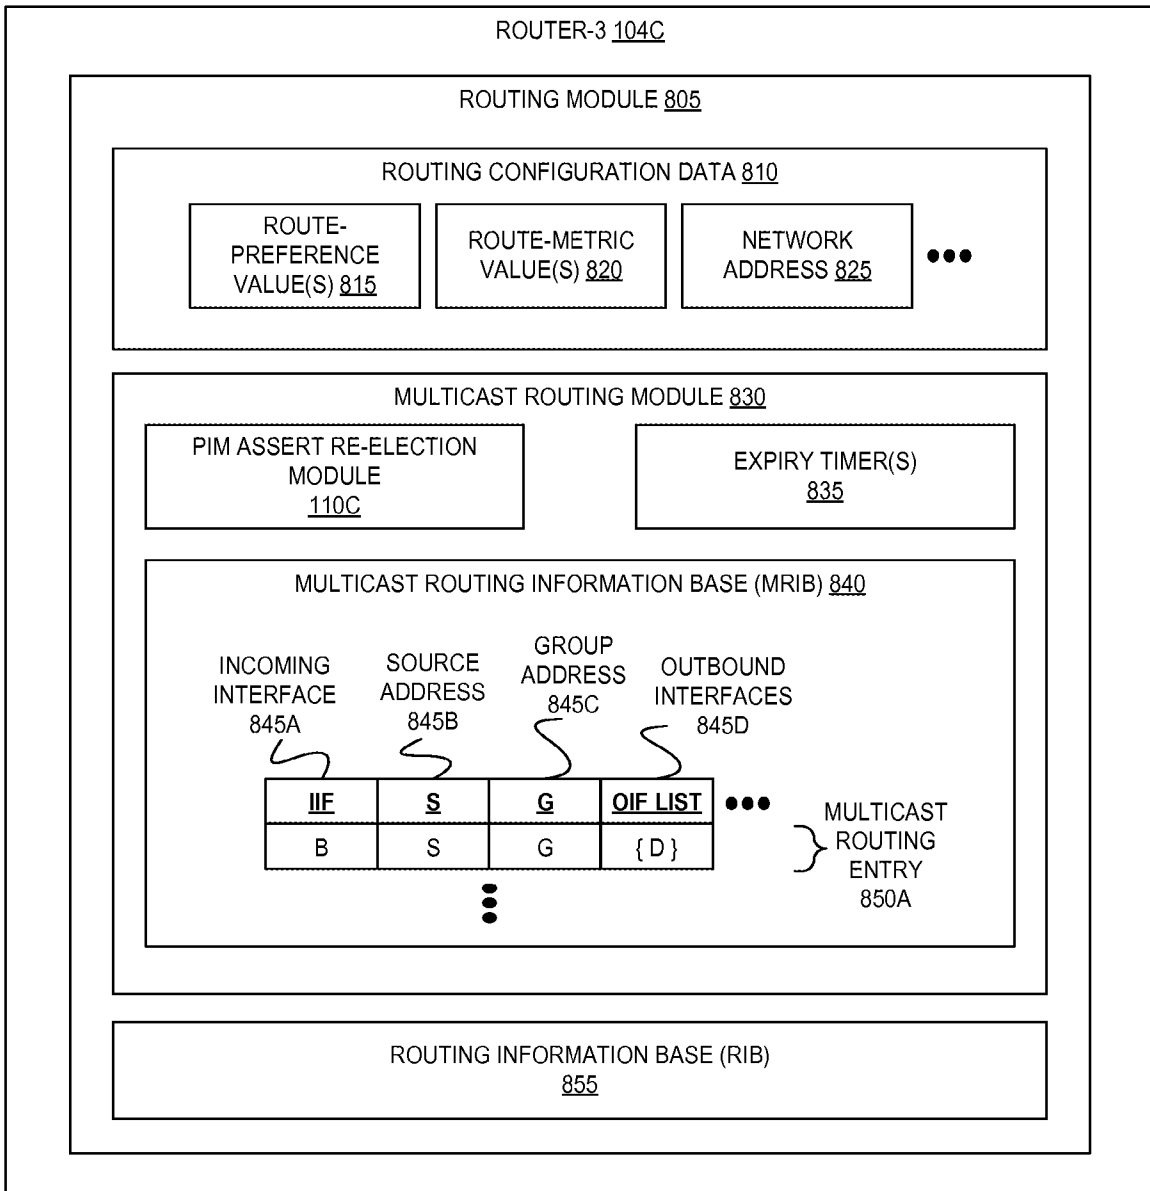 ROUTER-3 104C
ROUTING MODULE 805
ROUTING CONFIGURATION DATA 810
ROUTE-
PREFERENCE
VALUE(S) 815
ROUTE-METRIC
VALUE(S) 820
NETWORK
ADDRESS 825
MULTICAST ROUTING MODULE 830
PIM ASSERT RE-ELECTION
MODULE
110C
EXPIRY TIMER(S)
835
MULTICAST ROUTING INFORMATION BASE (MRIB) 840
INCOMING
INTERFACE
845A
SOURCE
ADDRESS
845B
GROUP
ADDRESS
845C
OUTBOUND
INTERFACES
845D
IIF S G OIF LIST
B S G { D }
MULTICAST
ROUTING
ENTRY
850A
ROUTING INFORMATION BASE (RIB)
855